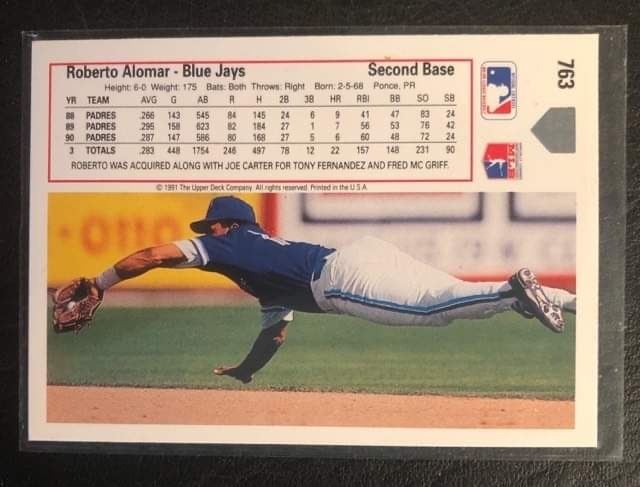 Roberto Alomar - Blue Jays Second Base
Height: 6-0 Weight: 175 Bats: Both Throws: Right Born: 2-5-68 Ponce, PR
YR TEAM AVG G AB R H 2B 3B HR RBI BB SO SB
88 PADRES .266 143 545 84 145 24 6 9 41 47 83 24
89 PADRES .295 158 623 82 184 27 1 7 56 53 76 42
90 PADRES .287 147 586 80 168 27 5 6 60 48 72 24
3 TOTALS .283 448 1754 246 497 78 12 22 157 148 231 90
ROBERTO WAS ACQUIRED ALONG WITH JOE CARTER FOR TONY FERNANDEZ AND FRED MC GRIFF.
© 1991 The Upper Deck Company. All rights reserved. Printed in the U.S.A.
763